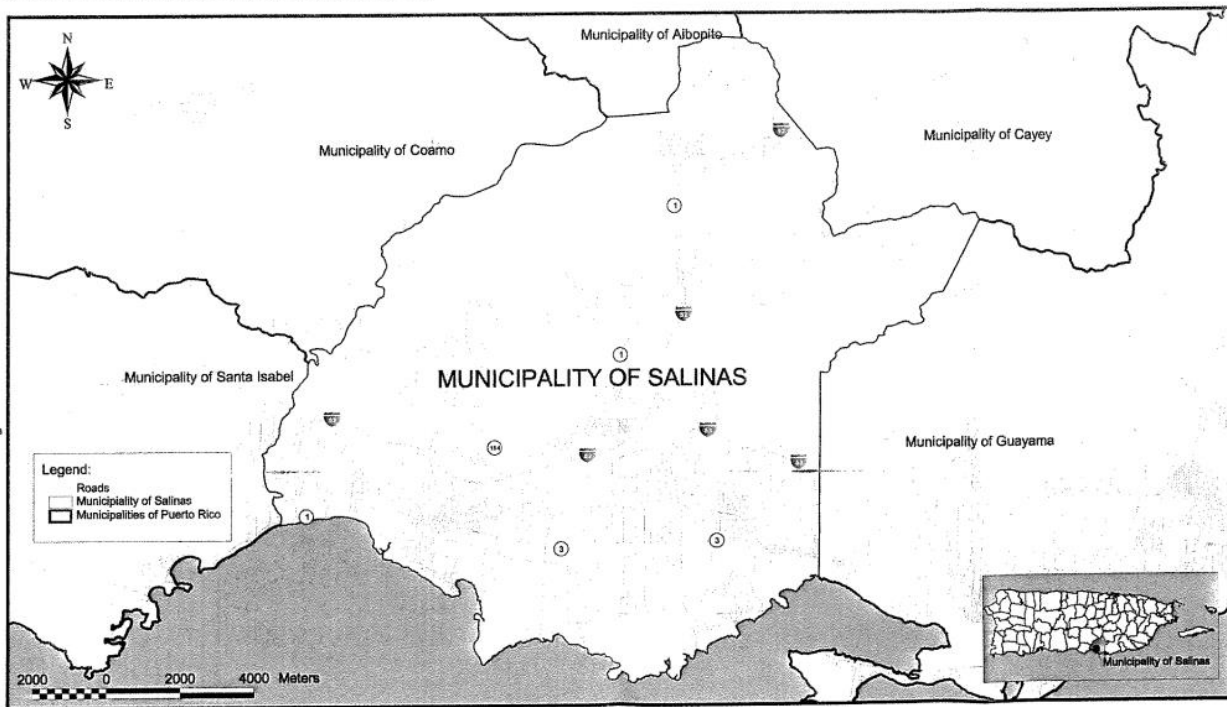 Municipality of Aibonito
N
W E
S
Municipality of Coamo
Municipality of Cayey
1
1
Municipality of Santa Isabel
MUNICIPALITY OF SALINAS
Municipality of Guayama
184
Legend:
Roads
Municipiality of Salinas
Municipalities of Puerto Rico
1
3
3
Municipality of Salinas
2000 0 2000 4000 Meters